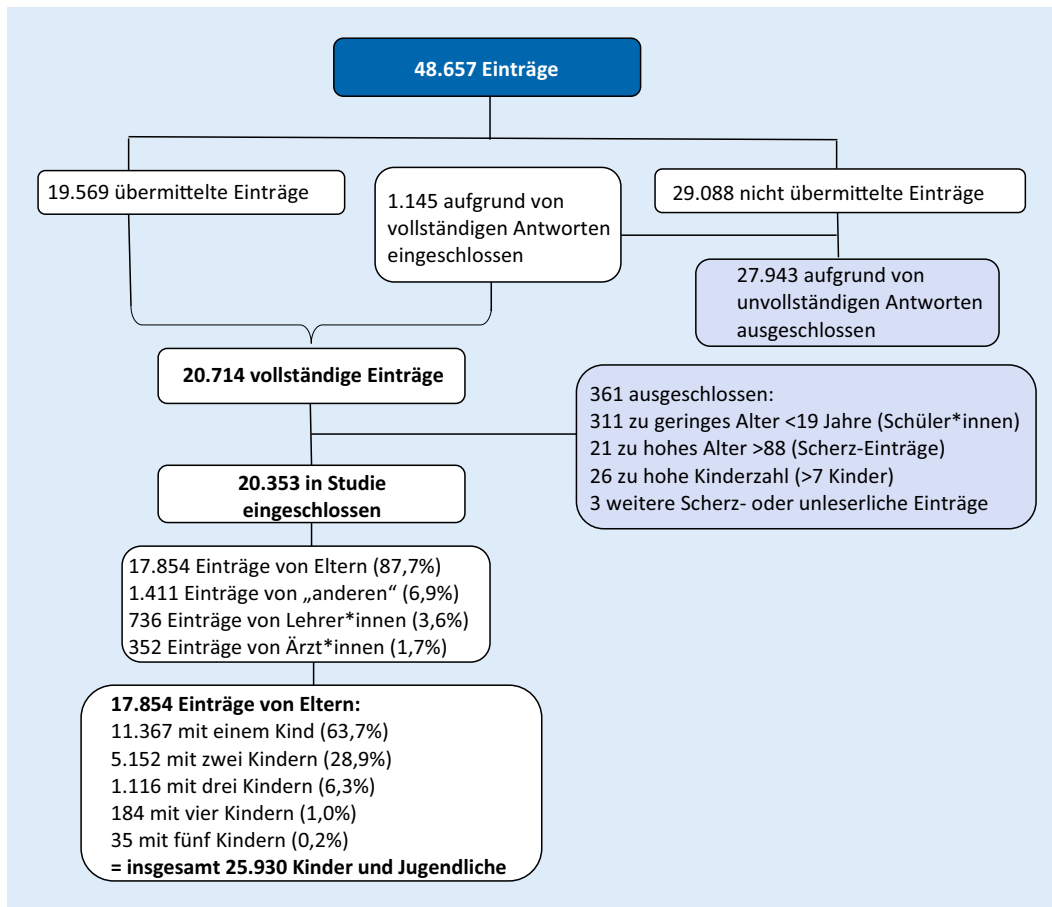 48.657 Einträge
19.569 übermittelte Einträge
1.145 aufgrund von
vollständigen Antworten
eingeschlossen
29.088 nicht übermittelte Einträge
27.943 aufgrund von
unvollständigen Antworten
ausgeschlossen
20.714 vollständige Einträge
361 ausgeschlossen:
311 zu geringes Alter <19 Jahre (Schüler*innen)
21 zu hohes Alter >88 (Scherz-Einträge)
26 zu hohe Kinderzahl (>7 Kinder)
3 weitere Scherz- oder unleserliche Einträge
20.353 in Studie
eingeschlossen
17.854 Einträge von Eltern (87,7%)
1.411 Einträge von „anderen“ (6,9%)
736 Einträge von Lehrer*innen (3,6%)
352 Einträge von Ärzt*innen (1,7%)
17.854 Einträge von Eltern:
11.367 mit einem Kind (63,7%)
5.152 mit zwei Kindern (28,9%)
1.116 mit drei Kindern (6,3%)
184 mit vier Kindern (1,0%)
35 mit fünf Kindern (0,2%)
= insgesamt 25.930 Kinder und Jugendliche